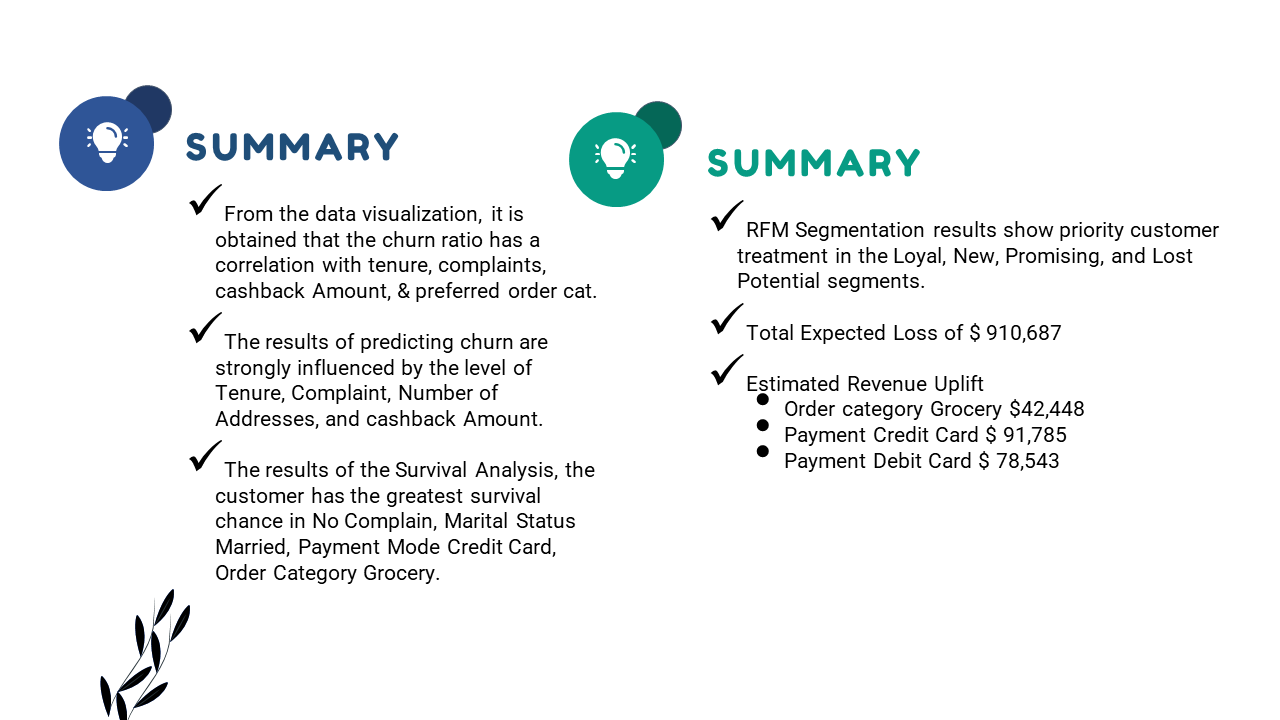 SUMMARY
From the data visualization, it is
obtained that the churn ratio has a
correlation with tenure, complaints,
cashback Amount, & preferred order cat.
The results of predicting churn are
strongly influenced by the level of
Tenure, Complaint, Number of
Addresses, and cashback Amount.
The results of the Survival Analysis, the
customer has the greatest survival
chance in No Complain, Marital Status
Married, Payment Mode Credit Card,
Order Category Grocery.
SUMMARY
RFM Segmentation results show priority customer
treatment in the Loyal, New, Promising, and Lost
Potential segments.
Total Expected Loss of $ 910,687
Estimated Revenue Uplift
Order category Grocery $42,448
Payment Credit Card $ 91,785
Payment Debit Card $ 78,543